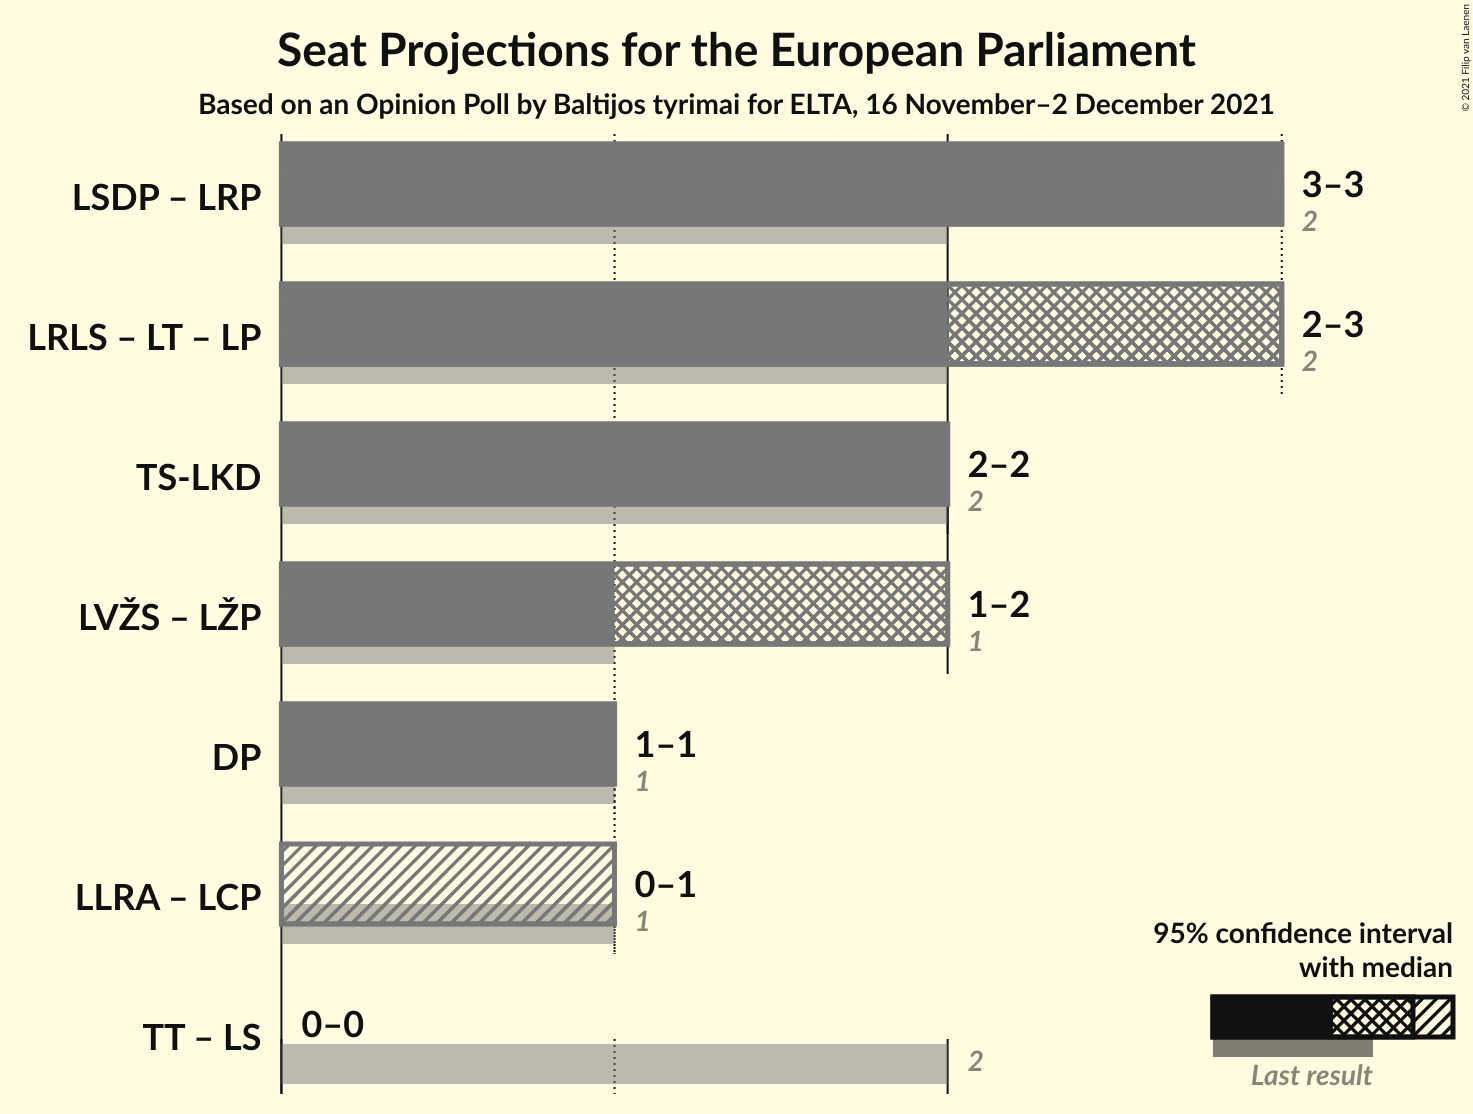 Seat Projections for the European Parliament
Based on an Opinion Poll by Baltijos tyrimai for ELTA, 16 November–2 December 2021
© 2021 Filip van Laenen
LSDP – LRP
3–3
2
LRLS – LT – LP
2–3
2
TS-LKD
2–2
2
LVŽS – LŽP
1–2
1
DP
1–1
1
LLRA – LCP
0–1
1
TT – LS
0–0
2
95% confidence interval
with median
Last result